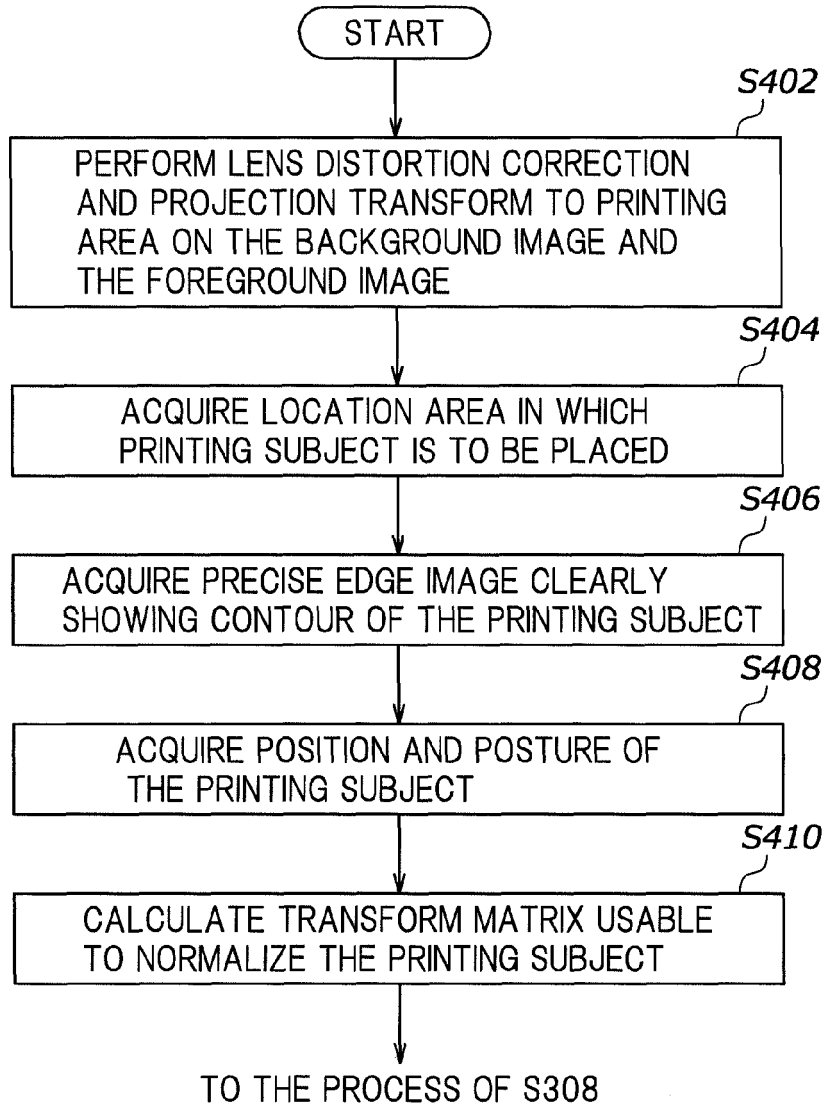 START
S402
PERFORM LENS DISTORTION CORRECTION
AND PROJECTION TRANSFORM TO PRINTING
AREA ON THE BACKGROUND IMAGE AND
THE FOREGROUND IMAGE
S404
ACQUIRE LOCATION AREA IN WHICH
PRINTING SUBJECT IS TO BE PLACED
S406
ACQUIRE PRECISE EDGE IMAGE CLEARLY
SHOWING CONTOUR OF THE PRINTING SUBJECT
S408
ACQUIRE POSITION AND POSTURE OF
THE PRINTING SUBJECT
S410
CALCULATE TRANSFORM MATRIX USABLE
TO NORMALIZE THE PRINTING SUBJECT
TO THE PROCESS OF S308